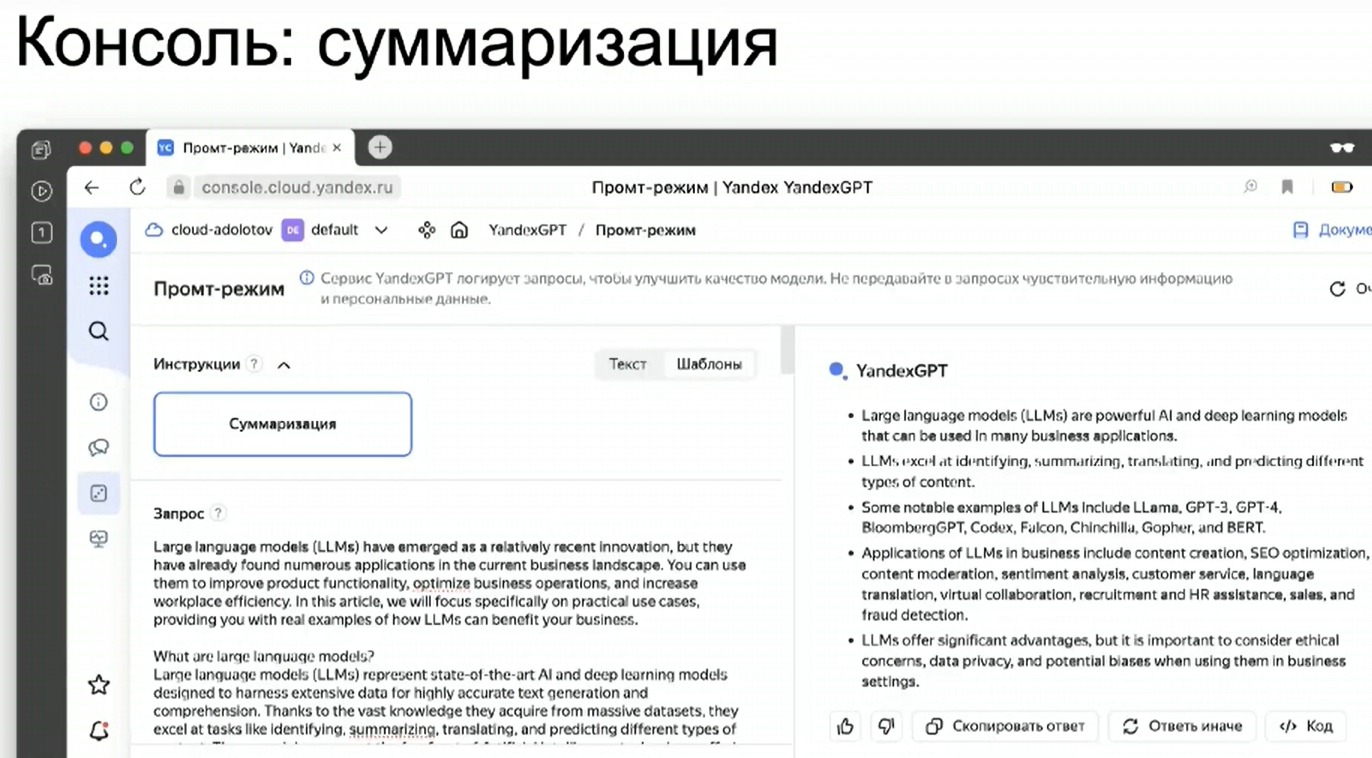 Консоль: суммаризация
Промт-режим | Yande
console.cloud.yandex.ru
Промт-режим | Yandex YandexGPT
1
cloud-adolotov DE default
YandexGPT / Промт-режим
Докуме
Промт-режим
Сервис YandexGPT логирует запросы, чтобы улучшить качество модели. Не передавайте в запросах чувствительную информацию
и персональные данные.
Инструкции ?
Текст Шаблоны
Суммаризация
Запрос ?
Large language models (LLMs) have emerged as a relatively recent innovation, but they
have already found numerous applications in the current business landscape. You can use
them to improve product functionality, optimize business operations, and increase
workplace efficiency. In this article, we will focus specifically on practical use cases,
providing you with real examples of how LLMs can benefit your business.
What are large language models?
Large language models (LLMs) represent state-of-the-art AI and deep learning models
designed to harness extensive data for highly accurate text generation and
comprehension. Thanks to the vast knowledge they acquire from massive datasets, they
excel at tasks like identifying, summarizing, translating, and predicting different types of
YandexGPT
• Large language models (LLMs) are powerful AI and deep learning models
that can be used in many business applications.
• LLMs excel at identifying, summarizing, translating, and predicting different
types of content.
• Some notable examples of LLMs include LLama, GPT-3, GPT-4,
BloombergGPT, Codex, Falcon, Chinchilla, Gopher, and BERT.
• Applications of LLMs in business include content creation, SEO optimization,
content moderation, sentiment analysis, customer service, language
translation, virtual collaboration, recruitment and HR assistance, sales, and
fraud detection.
• LLMs offer significant advantages, but it is important to consider ethical
concerns, data privacy, and potential biases when using them in business
settings.
Скопировать ответ
Ответить иначе
</> Код